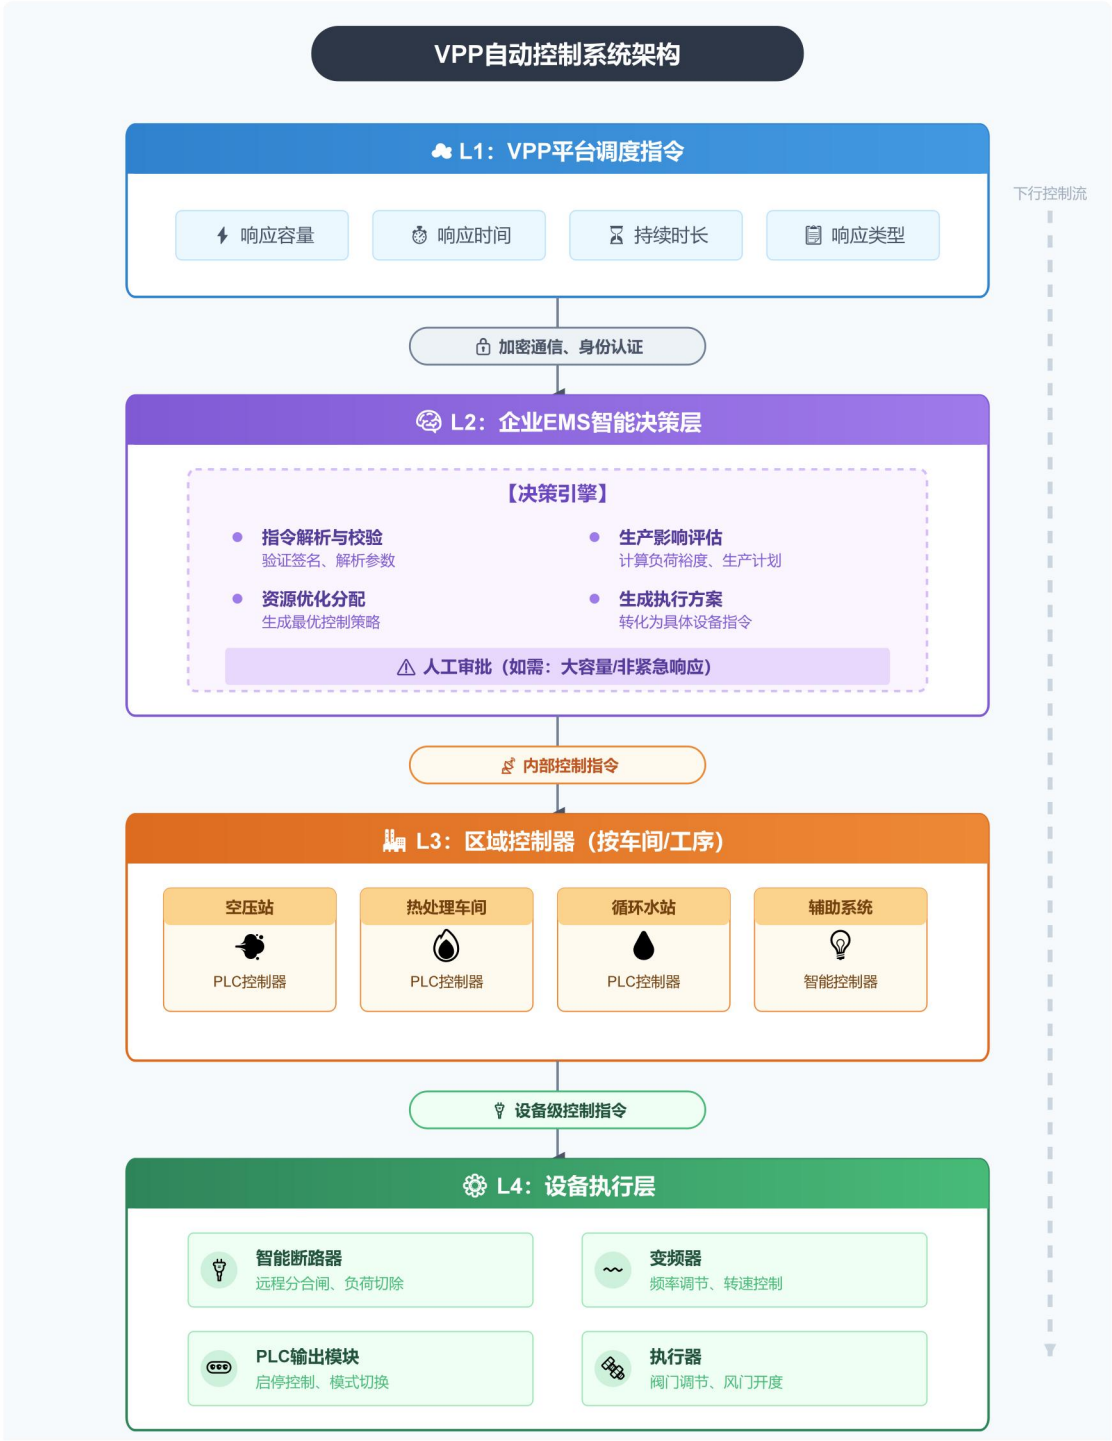 VPP自动控制系统架构
L1：VPP平台调度指令
下行控制流
响应容量
响应时间
持续时长
响应类型
加密通信、身份认证
L2：企业EMS智能决策层
【决策引擎】
指令解析与校验
验证签名、解析参数
生产影响评估
计算负荷裕度、生产计划
资源优化分配
生成最优控制策略
生成执行方案
转化为具体设备指令
人工审批（如需：大容量/非紧急响应）
内部控制指令
L3：区域控制器（按车间/工序）
空压站
PLC控制器
热处理车间
PLC控制器
循环水站
PLC控制器
辅助系统
智能控制器
设备级控制指令
L4：设备执行层
智能断路器
远程分合闸、负荷切除
变频器
频率调节、转速控制
PLC输出模块
启停控制、模式切换
执行器
阀门调节、风门开度